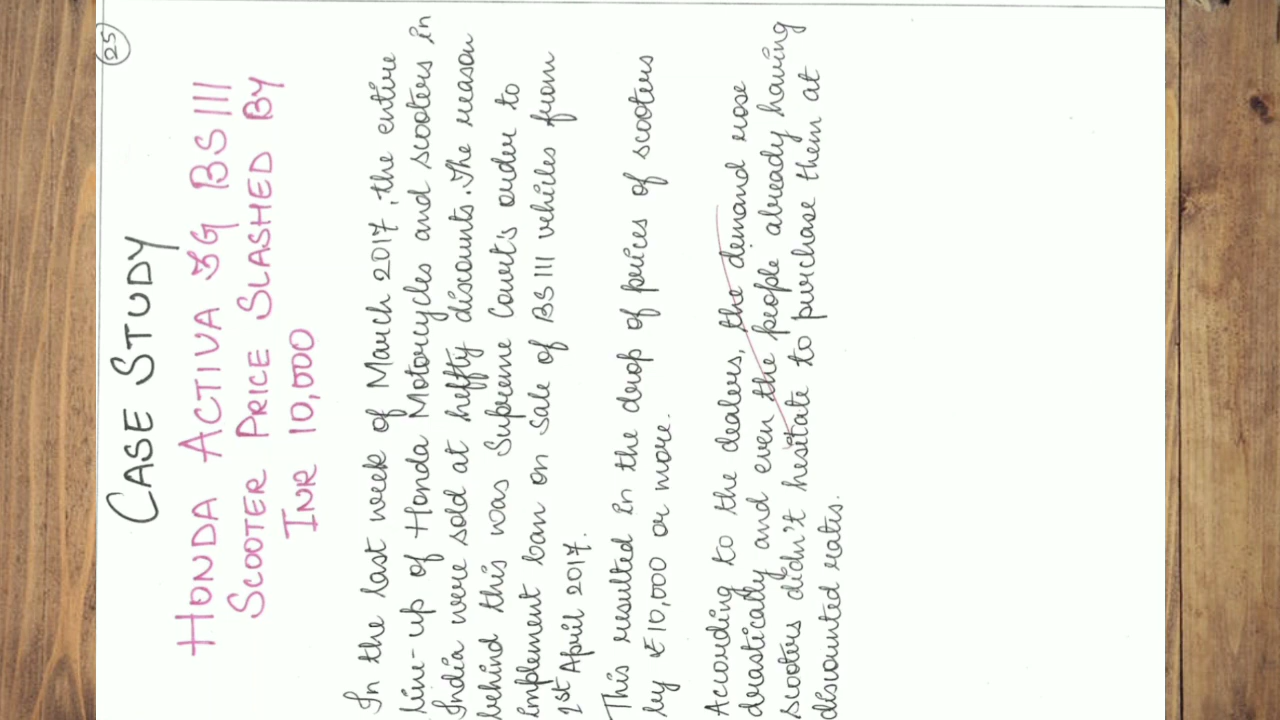 25
CASE STUDY
HONDA ACTIVA 3G BS III
SCOOTER PRICE SLASHED BY
INR 10,000
In the last week of March 2017, the entire
line-up of Honda Motorcycles and scooters in
India were sold at heffty discounts. The reason
behind this was Supreme Court's order to
implement ban on sale of BS III vehicles from
1st April 2017.
This resulted in the drop of prices of scooters
by ₹10,000 or more.
According to the dealers, the demand rose
drastically and even the people already having
scooters didn't hesitate to purchase them at
discounted rates.